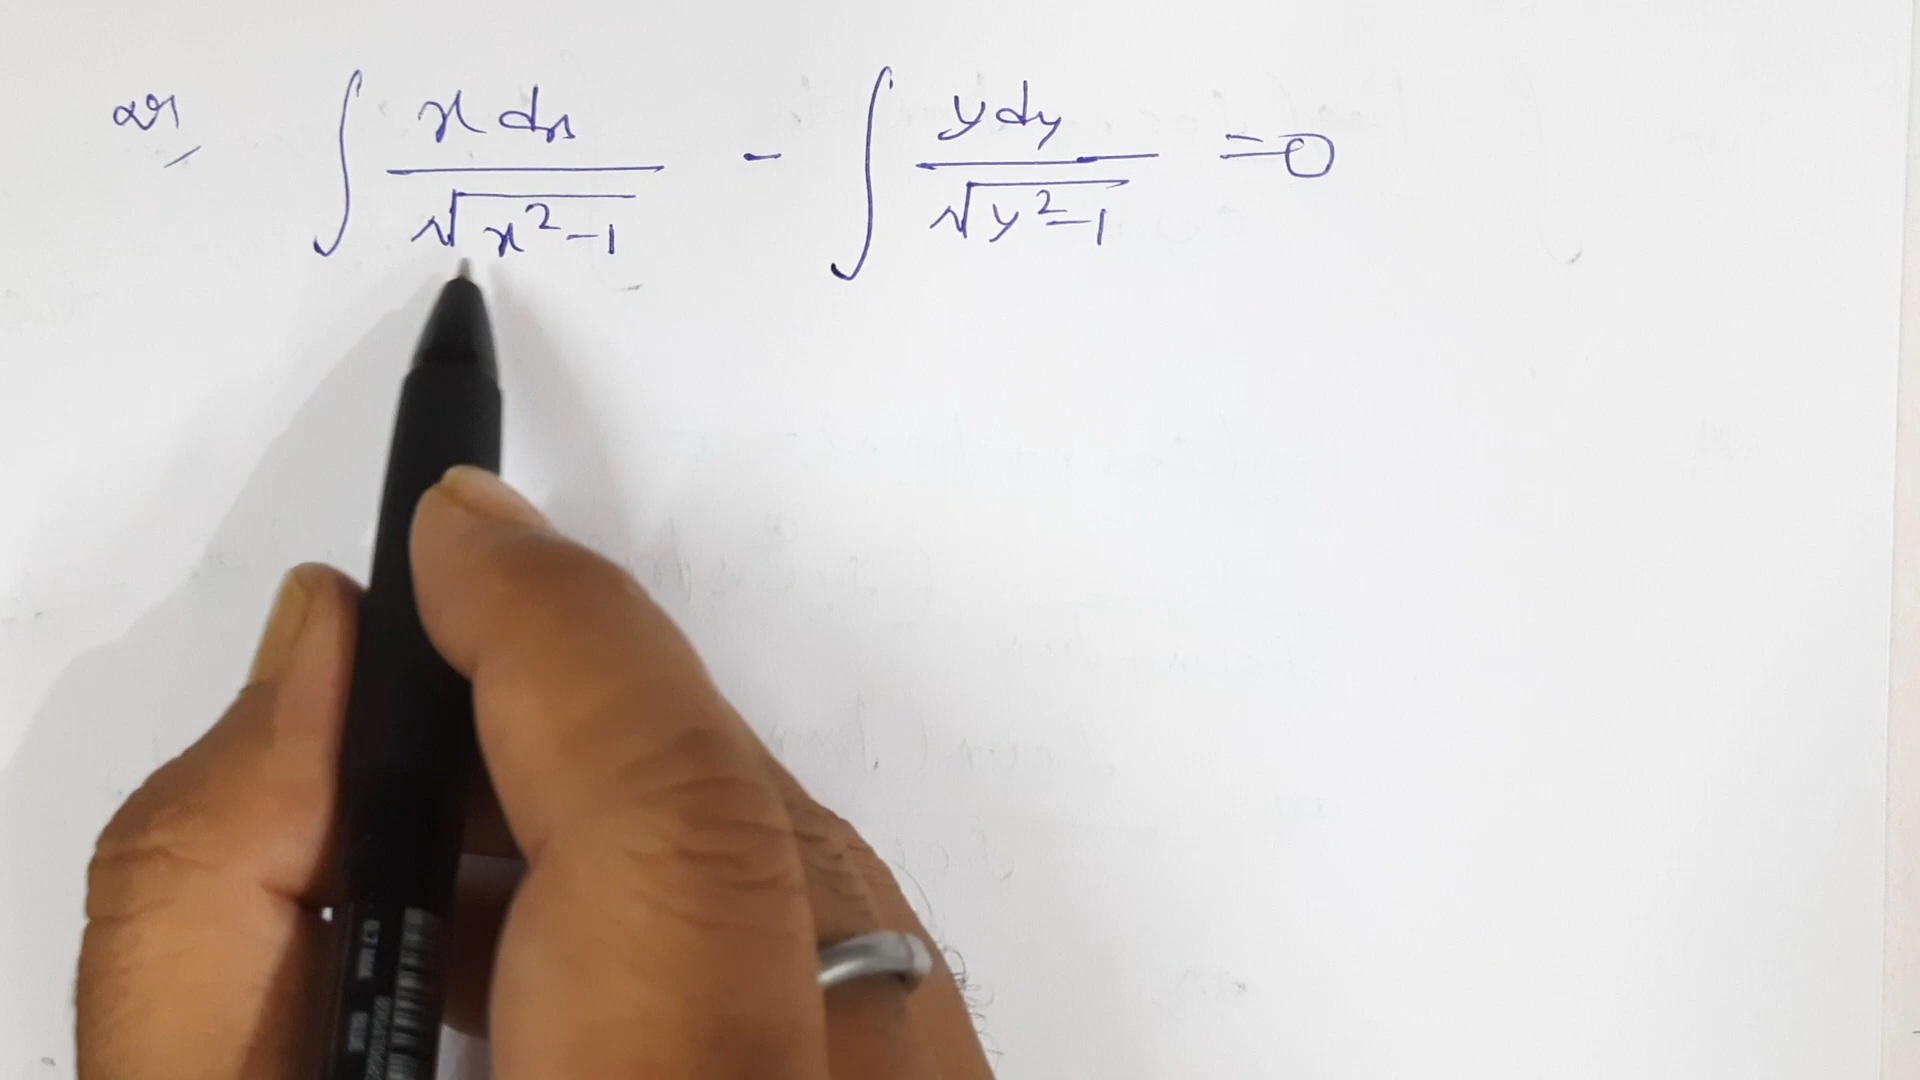 or, ∫ x dx / √(x²-1) - ∫ y dy / √(y²-1) = 0